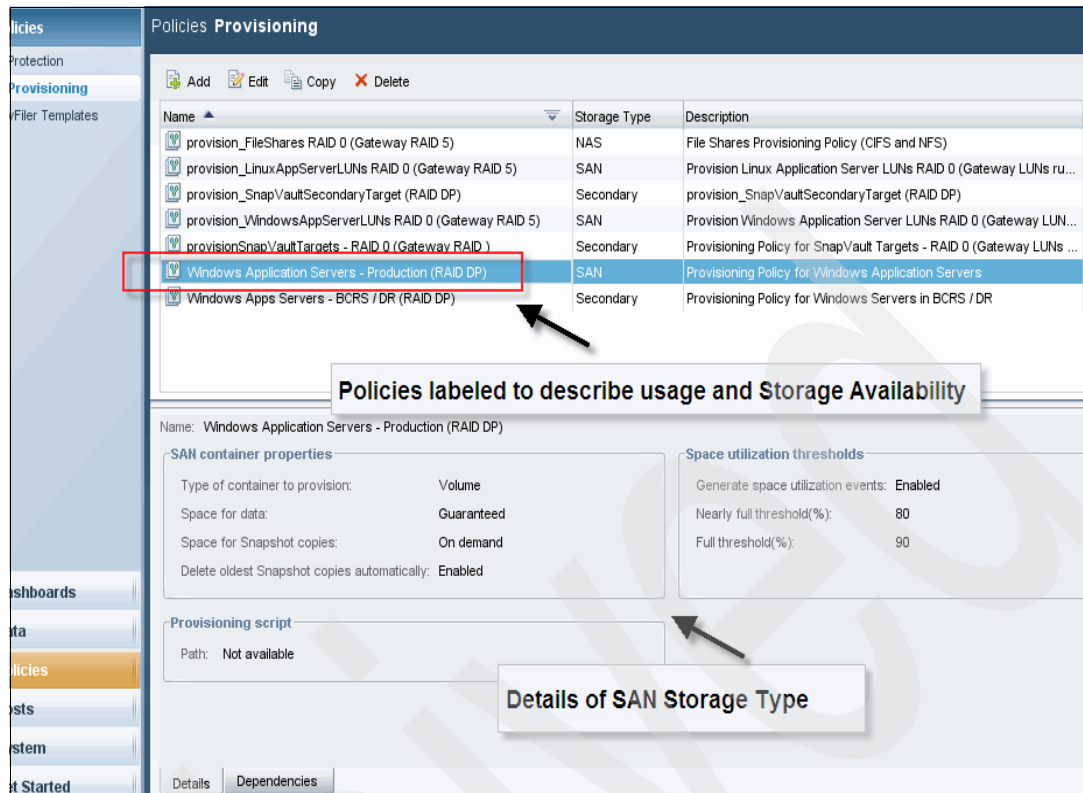 licies
Policies Provisioning
Protection
Provisioning
Filer Templates
Add Edit Copy Delete
Name Storage Type Description
provision_FileShares RAID 0 (Gateway RAID 5) NAS File Shares Provisioning Policy (CIFS and NFS)
provision_LinuxAppServerLUNs RAID 0 (Gateway RAID 5) SAN Provision Linux Application Server LUNs RAID 0 (Gateway LUNs ru...
provision_SnapVaultSecondaryTarget (RAID DP) Secondary provision_SnapVaultSecondaryTarget (RAID DP)
provision_WindowsAppServerLUNs RAID 0 (Gateway RAID 5) SAN Provision Windows Application Server LUNs RAID 0 (Gateway LUN...
provisionSnapVaultTargets - RAID 0 (Gateway RAID ) Secondary Provisioning Policy for SnapVault Targets - RAID 0 (Gateway LUNs ...
Windows Application Servers - Production (RAID DP) SAN Provisioning Policy for Windows Application Servers
Windows Apps Servers - BCRS / DR (RAID DP) Secondary Provisioning Policy for Windows Servers in BCRS / DR
Policies labeled to describe usage and Storage Availability
Name: Windows Application Servers - Production (RAID DP)
SAN container properties
Type of container to provision: Volume
Space for data: Guaranteed
Space for Snapshot copies: On demand
Delete oldest Snapshot copies automatically: Enabled
Space utilization thresholds
Generate space utilization events: Enabled
Nearly full threshold(%): 80
Full threshold(%): 90
Provisioning script
Path: Not available
Details of SAN Storage Type
ashboards
ata
olicies
osts
ystem
et Started
Details Dependencies